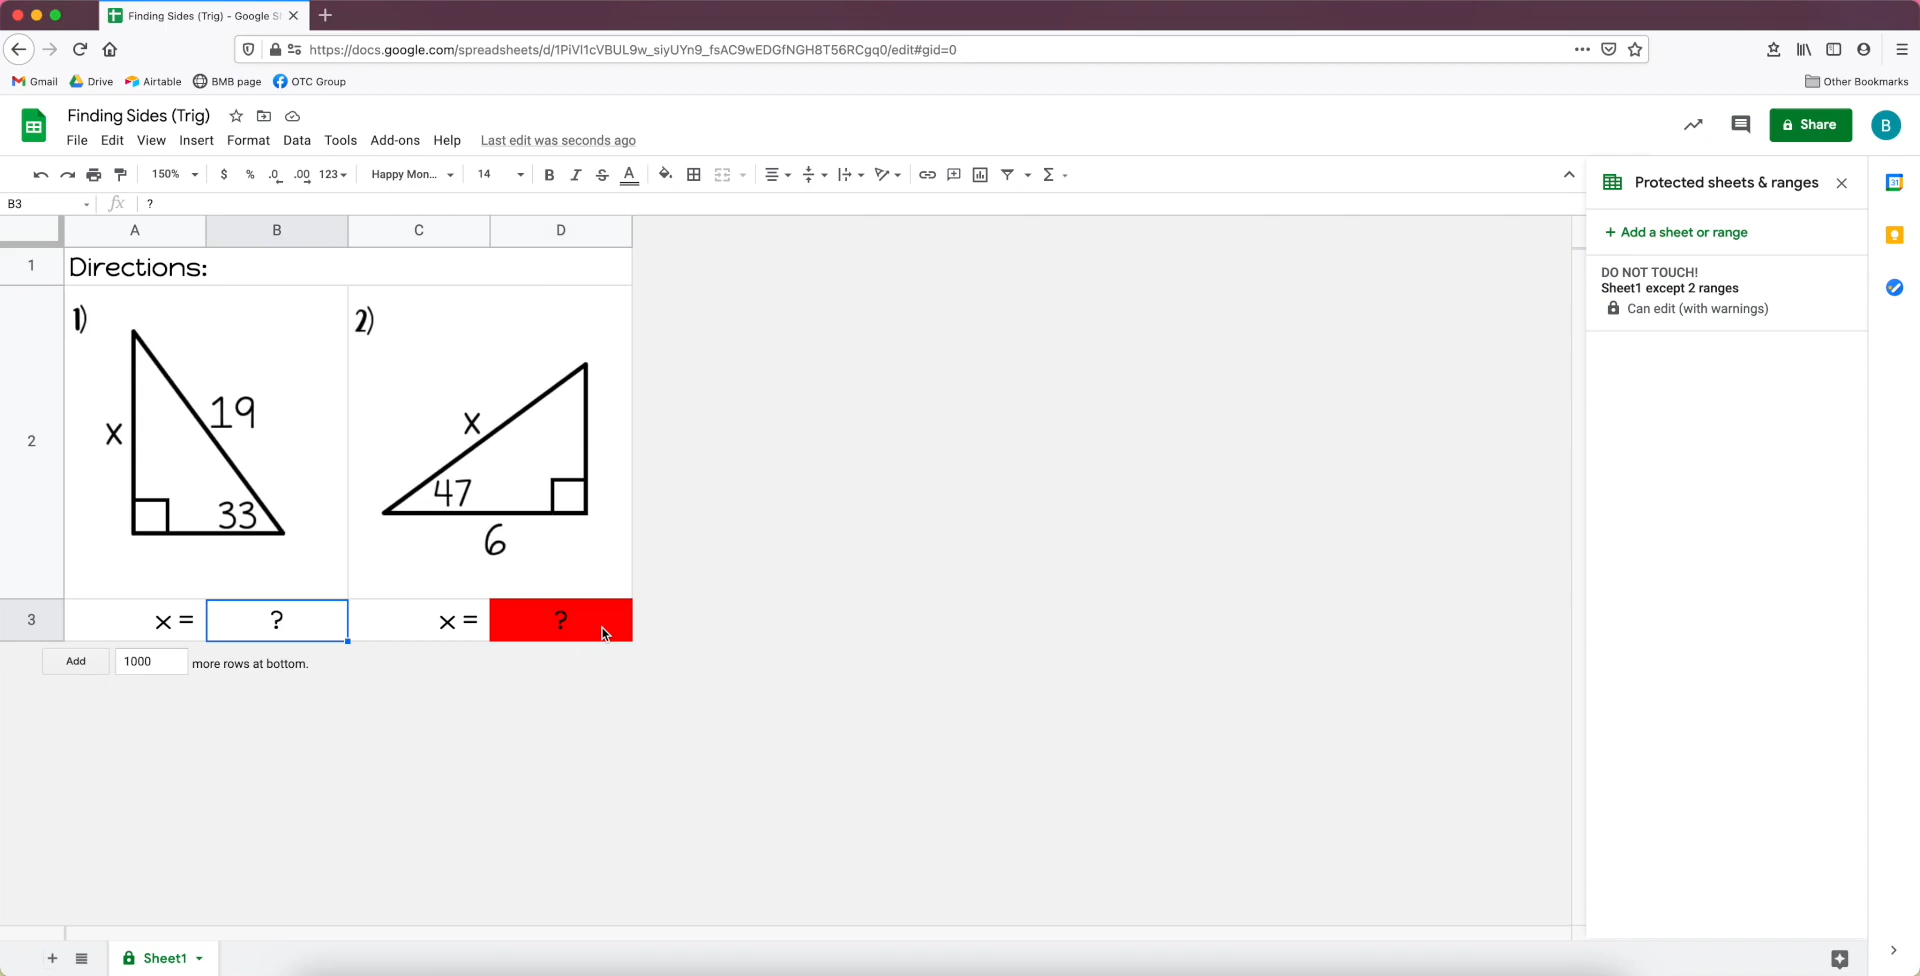 Finding Sides (Trig) - Google S
https://docs.google.com/spreadsheets/d/1PiVl1cVBUL9w_siyUYn9_fsAC9wEDGfNGH8T56RCgq0/edit#gid=0
Gmail Drive Airtable BMB page OTC Group Other Bookmarks
Finding Sides (Trig)
File Edit View Insert Format Data Tools Add-ons Help Last edit was seconds ago
Share B
150% $ % .0 .00 123 Happy Mon... 14 B I S A
Protected sheets & ranges
31
B3 fx ?
A B C D
+ Add a sheet or range
1 Directions:
DO NOT TOUCH!
Sheet1 except 2 ranges
Can edit (with warnings)
2
1) 2)
19
x
x
47
33
6
3 x = ? x = ?
Add 1000 more rows at bottom.
Sheet1